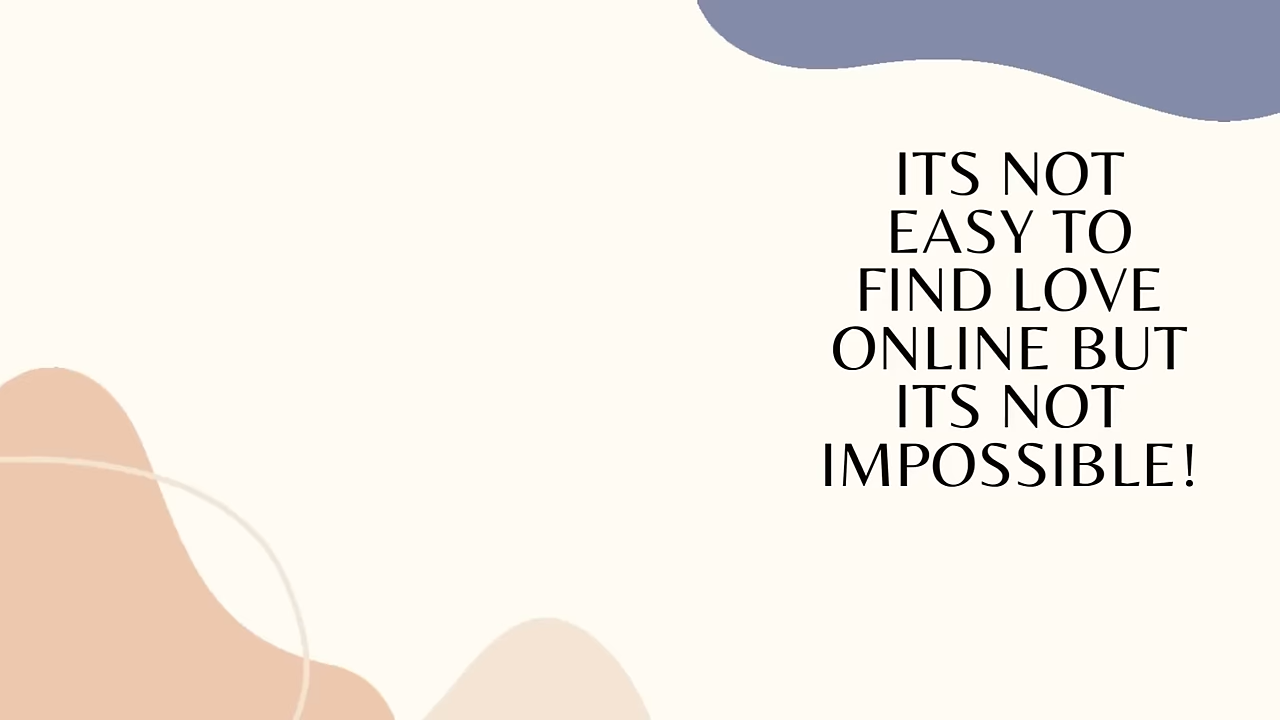 ITS NOT
EASY TO
FIND LOVE
ONLINE BUT
ITS NOT
IMPOSSIBLE!